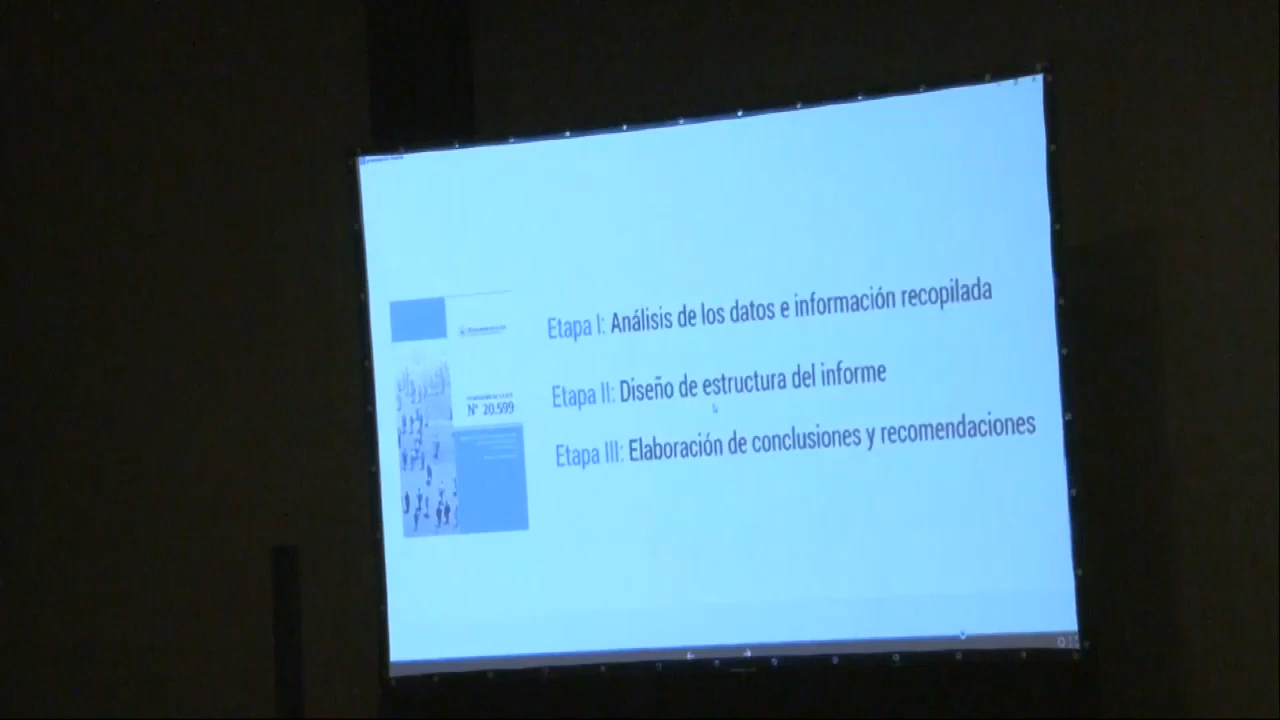 Etapa I: Análisis de los datos e información recopilada
Etapa II: Diseño de estructura del informe
Etapa III: Elaboración de conclusiones y recomendaciones
N° 20.599